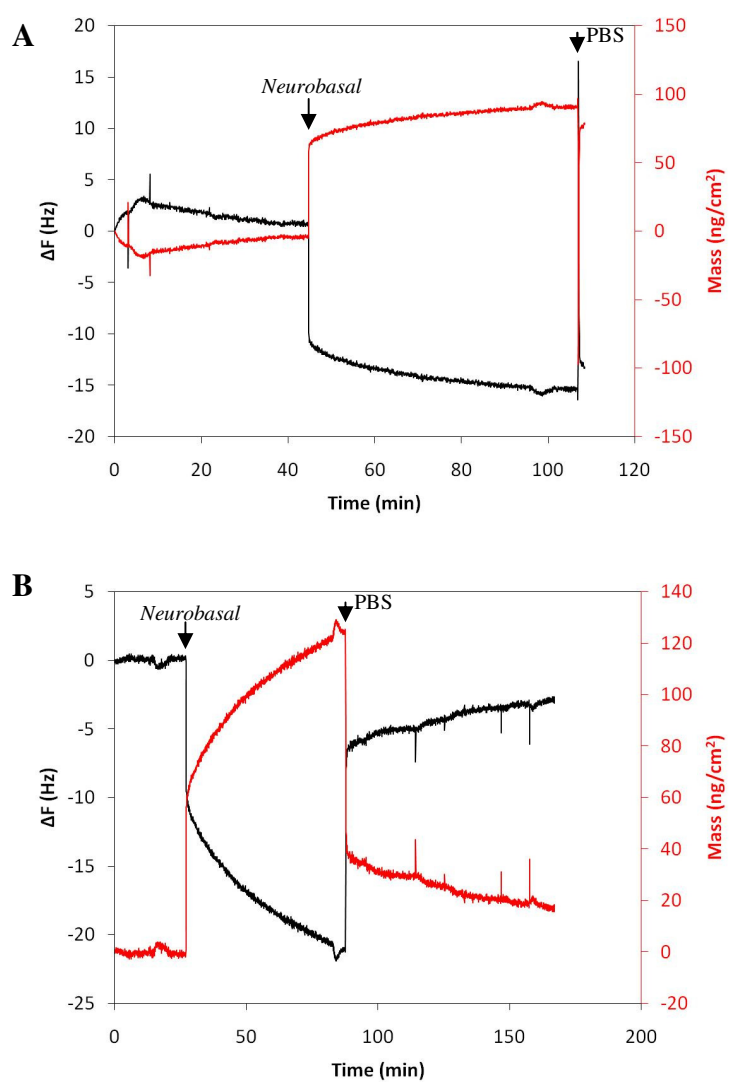 A
PBS
Neurobasal
20
15
10
5
0
-5
-10
-15
-20
ΔF (Hz)
150
100
50
0
-50
-100
-150
Mass (ng/cm²)
0 20 40 60 80 100 120
Time (min)
B
Neurobasal
PBS
5
0
-5
-10
-15
-20
-25
ΔF (Hz)
140
120
100
80
60
40
20
0
-20
Mass (ng/cm²)
0 50 100 150 200
Time (min)